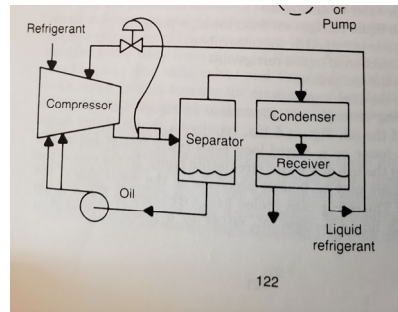 or
Pump
Refrigerant
Compressor
Condenser
Separator
Receiver
Oil
Liquid
refrigerant
122